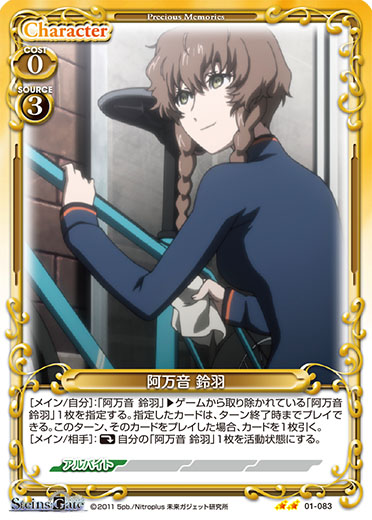 Precious Memories
Character
COST
0
SOURCE
3
阿万音 鈴羽
[メイン/自分]:「阿万音 鈴羽」▶ゲームから取り除かれている「阿万音
鈴羽」1枚を指定する。指定したカードは、ターン終了時までプレイで
きる。このターン、そのカードをプレイした場合、カードを1枚引く。
[メイン/相手]: 自分の「阿万音 鈴羽」1枚を活動状態にする。
アルバイト
Steins;Gate
©2011 5pb./Nitroplus 未来ガジェット研究所
★★ 01-083